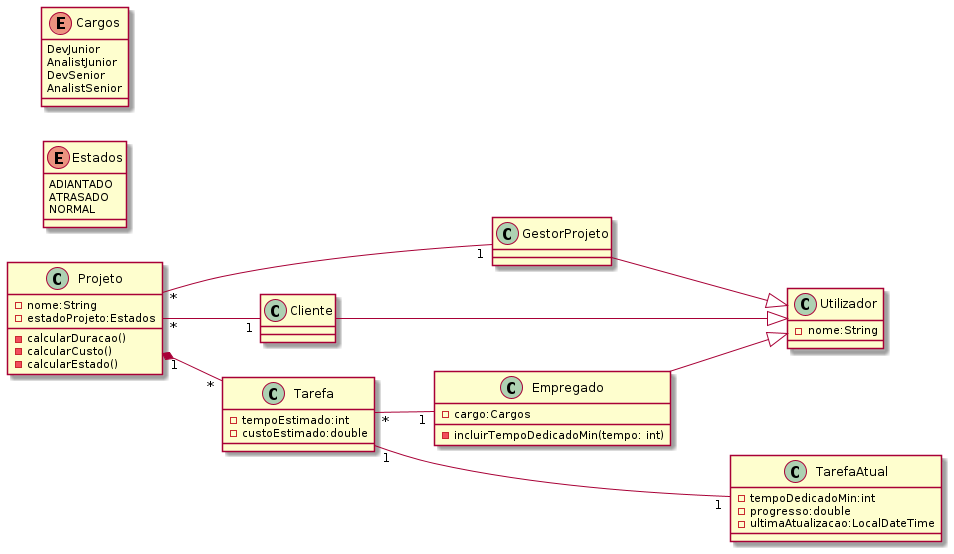 E Cargos
DevJunior
AnalistJunior
DevSenior
AnalistSenior
E Estados
ADIANTADO
ATRASADO
NORMAL
C GestorProjeto
1
C Projeto
nome:String
estadoProjeto:Estados
calcularDuracao()
calcularCusto()
calcularEstado()
*
*
1
C Cliente
1
C Utilizador
nome:String
*
C Tarefa
tempoEstimado:int
custoEstimado:double
*
1
1
C Empregado
cargo:Cargos
incluirTempoDedicadoMin(tempo: int)
1
C TarefaAtual
tempoDedicadoMin:int
progresso:double
ultimaAtualizacao:LocalDateTime